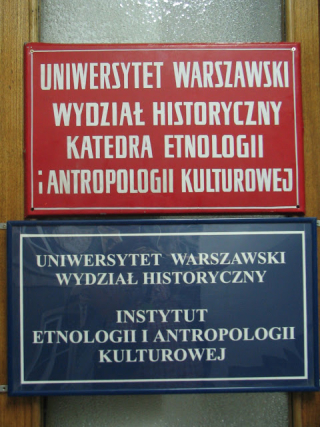 UNIWERSYTET WARSZAWSKI
WYDZIAŁ HISTORYCZNY
KATEDRA ETNOLOGII
i ANTROPOLOGII KULTUROWEJ
UNIWERSYTET WARSZAWSKI
WYDZIAŁ HISTORYCZNY
INSTYTUT
ETNOLOGII I ANTROPOLOGII
KULTUROWEJ